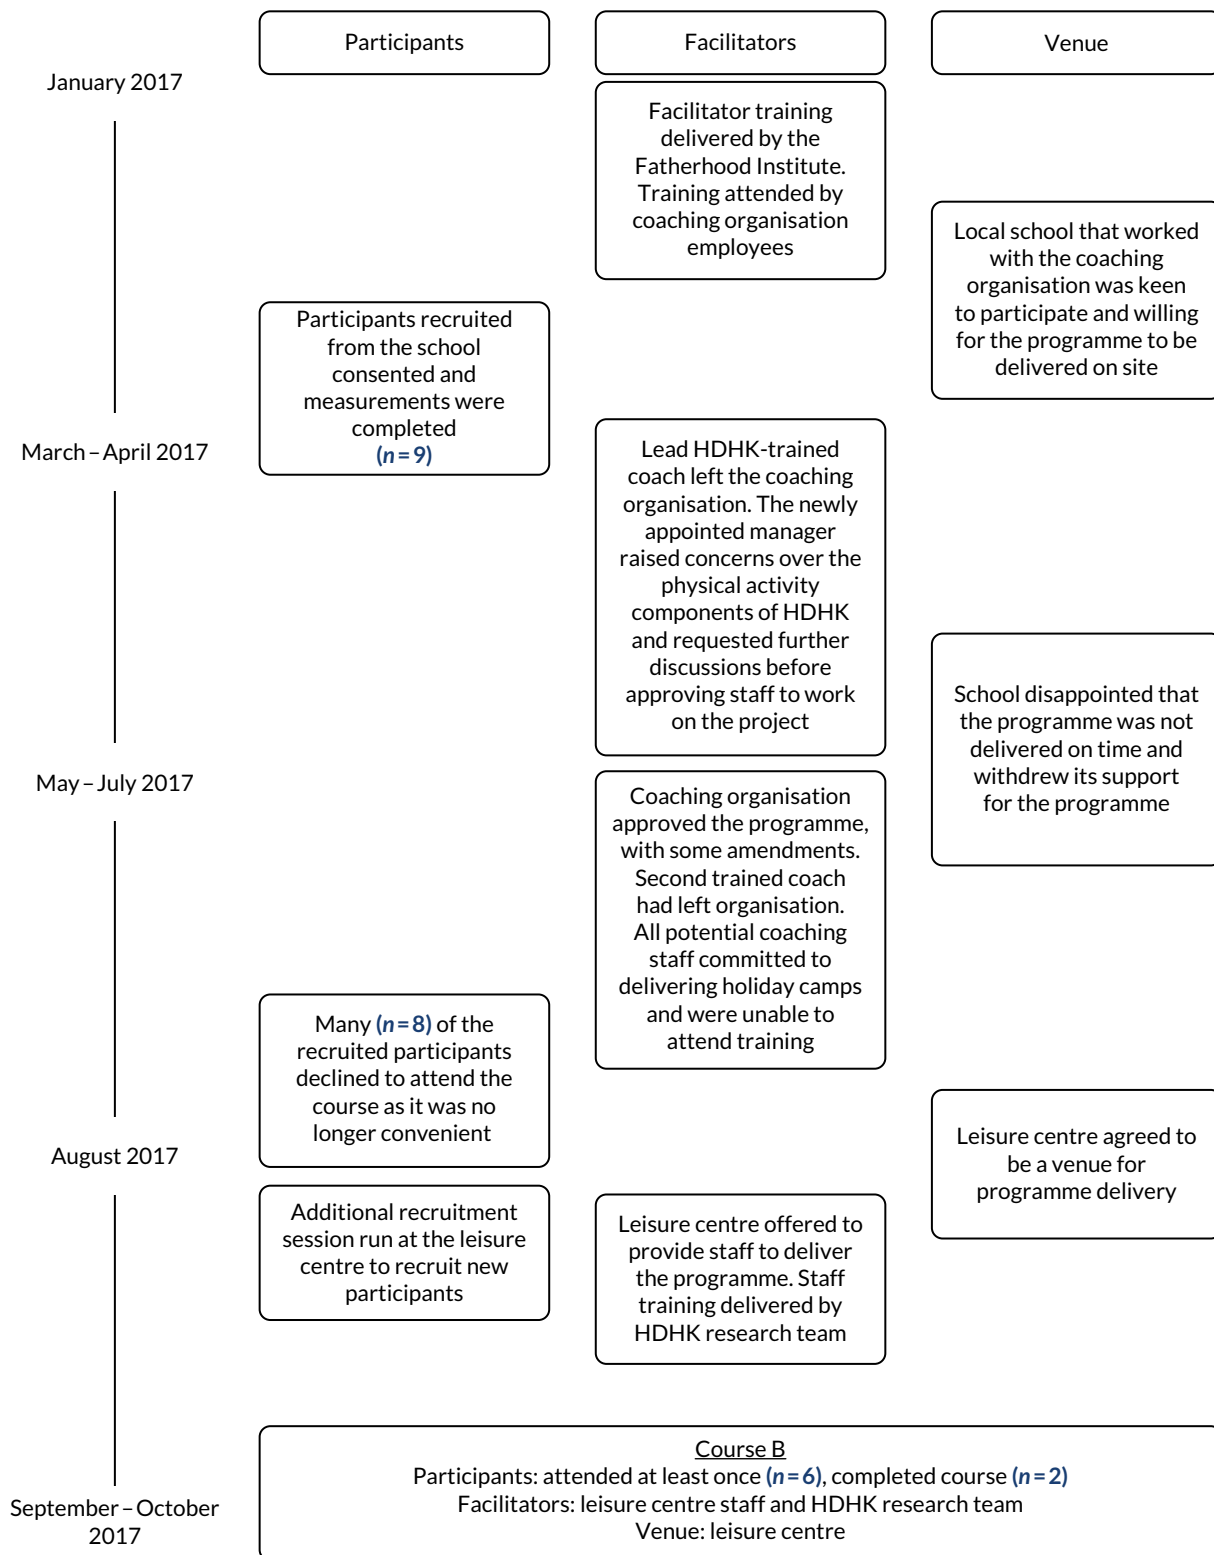 Participants
Facilitators
Venue
January 2017
Facilitator training
delivered by the
Fatherhood Institute.
Training attended by
coaching organisation
employees
Local school that worked
with the coaching
organisation was keen
to participate and willing
for the programme to be
delivered on site
Participants recruited
from the school
consented and
measurements were
completed
(n=9)
March–April 2017
Lead HDHK-trained
coach left the coaching
organisation. The newly
appointed manager
raised concerns over the
physical activity
components of HDHK
and requested further
discussions before
approving staff to work
on the project
School disappointed that
the programme was not
delivered on time and
withdrew its support
for the programme
May–July 2017
Coaching organisation
approved the programme,
with some amendments.
Second trained coach
had left organisation.
All potential coaching
staff committed to
delivering holiday camps
and were unable to
attend training
Many (n=8) of the
recruited participants
declined to attend the
course as it was no
longer convenient
Leisure centre agreed to
be a venue for
programme delivery
August 2017
Additional recruitment
session run at the leisure
centre to recruit new
participants
Leisure centre offered to
provide staff to deliver
the programme. Staff
training delivered by
HDHK research team
Course B
Participants: attended at least once (n=6), completed course (n=2)
Facilitators: leisure centre staff and HDHK research team
Venue: leisure centre
September–October
2017